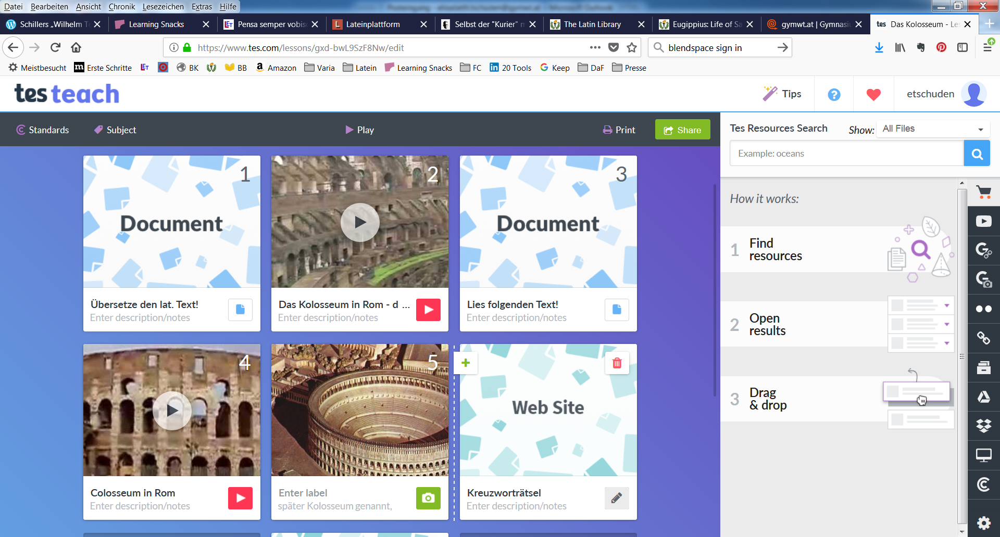 Datei Bearbeiten Ansicht Chronik Lesezeichen Extras Hilfe
Schillers „Wilhelm Te
Learning Snacks
Pensa semper vobisc
Lateinplattform
Selbst der "Kurier" m
The Latin Library
Eugippius: Life of Sa
gymwt.at | Gymnasiu
tes Das Kolosseum - Les
https://www.tes.com/lessons/gxd-bwL9SzF8Nw/edit
blendspace sign in
Meistbesucht
m Erste Schritte
LET
BK
BB
Amazon
Varia
Latein
Learning Snacks
FC
in 20 Tools
G Keep
DaF
Presse
tes teach
Tips
?
etschuden
Standards
Subject
Play
Print
Share
Tes Resources Search
Show: All Files
Example: oceans
1
Document
Übersetze den lat. Text!
Enter description/notes
2
Das Kolosseum in Rom - d ...
Enter description/notes
3
Document
Lies folgenden Text!
Enter description/notes
4
Colosseum in Rom
Enter description/notes
5
Enter label
später Kolosseum genannt,
Web Site
Kreuzworträtsel
Enter description/notes
How it works:
1 Find
resources
2 Open
results
3 Drag
& drop